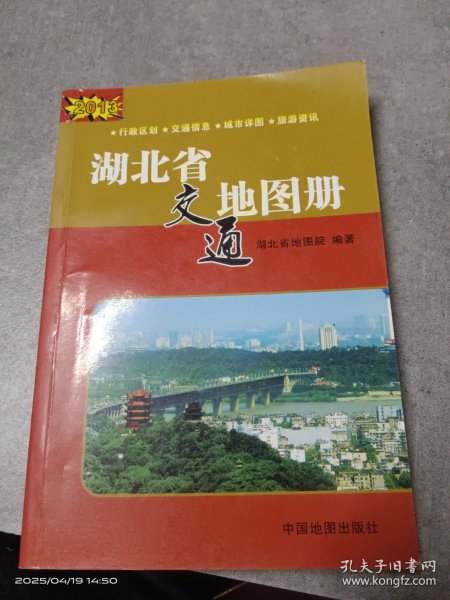 2013
★行政区划★交通信息★城市详图★旅游资讯
湖北省
交通
地图册
湖北省地图院 编著
中国地图出版社
2025/04/19 14:50
孔夫子旧书网
www.kongfz.com